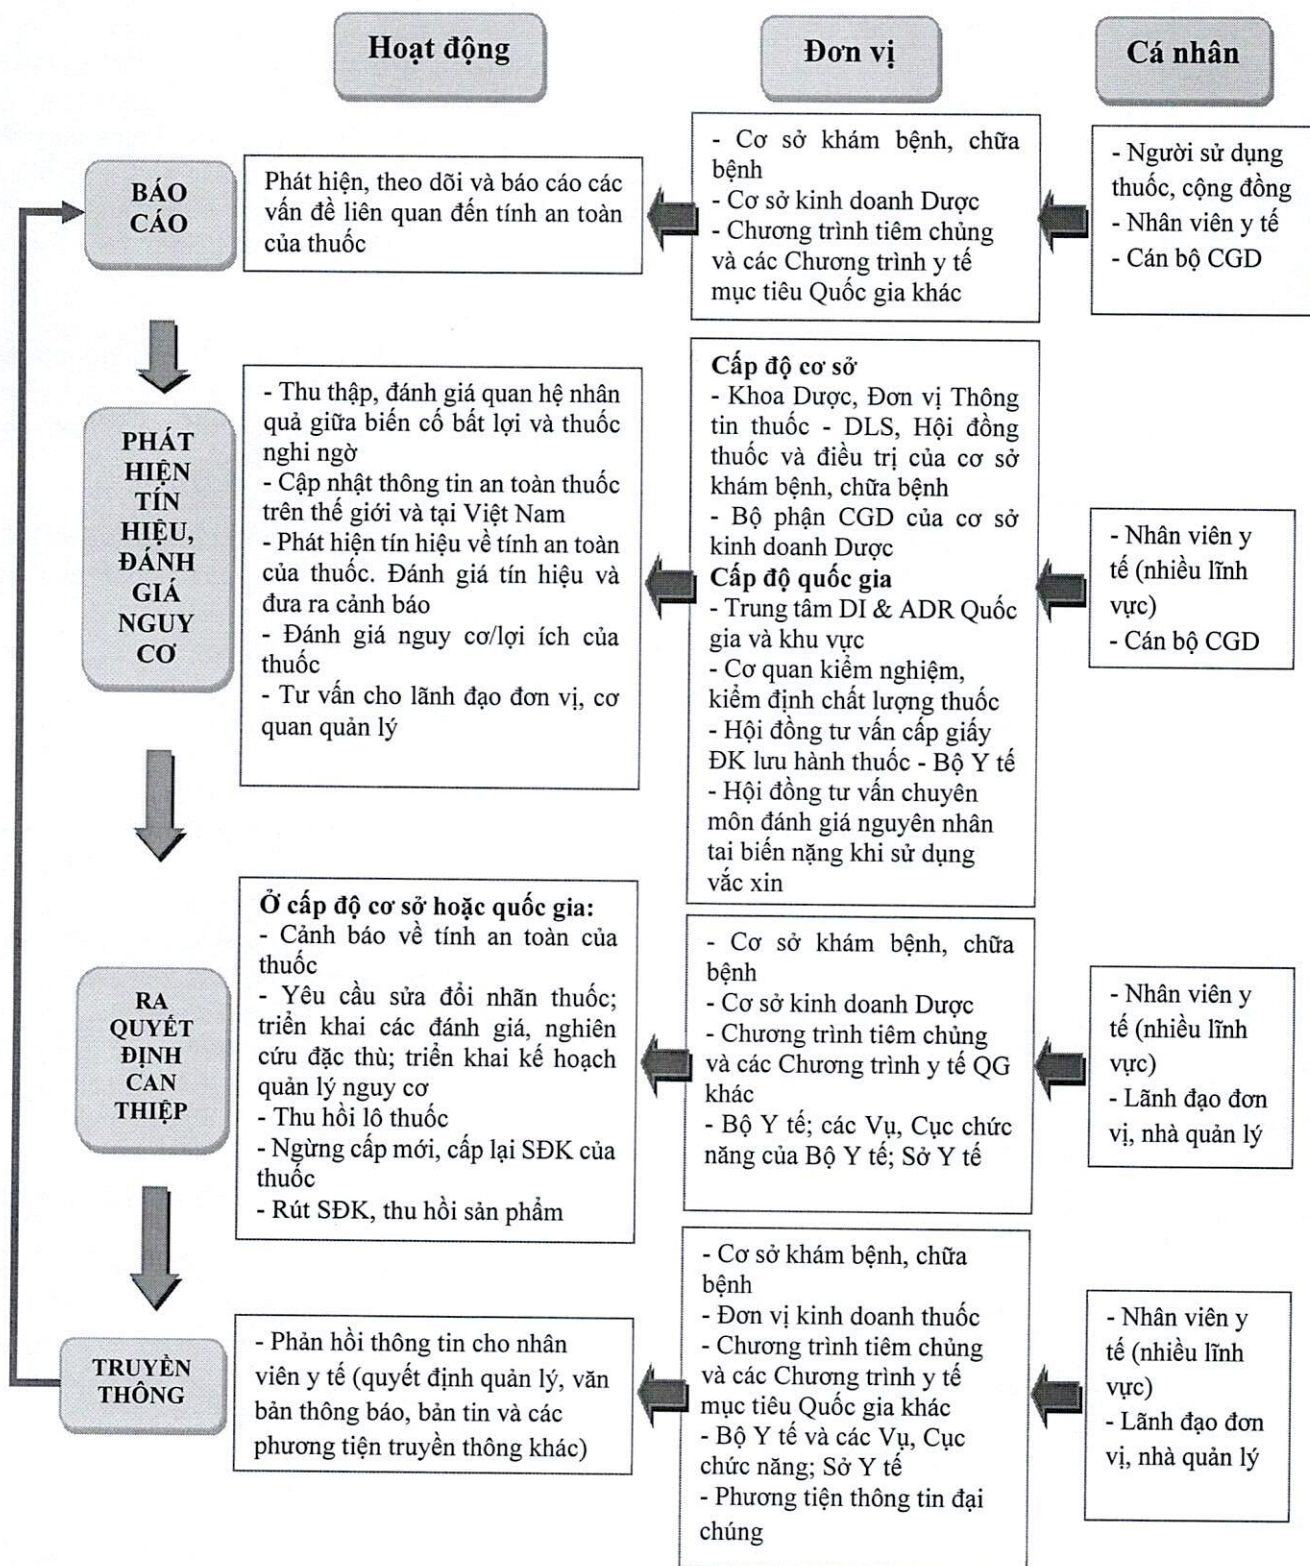 Hoạt động
Đơn vị
Cá nhân
BÁO
CÁO
Phát hiện, theo dõi và báo cáo các
vấn đề liên quan đến tính an toàn
của thuốc
- Cơ sở khám bệnh, chữa
bệnh
- Cơ sở kinh doanh Dược
- Chương trình tiêm chủng
và các Chương trình y tế
mục tiêu Quốc gia khác
- Người sử dụng
thuốc, cộng đồng
- Nhân viên y tế
- Cán bộ CGD
PHÁT
HIỆN
TÍN
HIỆU,
ĐÁNH
GIÁ
NGUY
CƠ
- Thu thập, đánh giá quan hệ nhân
quả giữa biến cố bất lợi và thuốc
nghi ngờ
- Cập nhật thông tin an toàn thuốc
trên thế giới và tại Việt Nam
- Phát hiện tín hiệu về tính an toàn
của thuốc. Đánh giá tín hiệu và
đưa ra cảnh báo
- Đánh giá nguy cơ/lợi ích của
thuốc
- Tư vấn cho lãnh đạo đơn vị, cơ
quan quản lý
Cấp độ cơ sở
- Khoa Dược, Đơn vị Thông
tin thuốc - DLS, Hội đồng
thuốc và điều trị của cơ sở
khám bệnh, chữa bệnh
- Bộ phận CGD của cơ sở
kinh doanh Dược
Cấp độ quốc gia
- Trung tâm DI & ADR Quốc
gia và khu vực
- Cơ quan kiểm nghiệm,
kiểm định chất lượng thuốc
- Hội đồng tư vấn cấp giấy
ĐK lưu hành thuốc - Bộ Y tế
- Hội đồng tư vấn chuyên
môn đánh giá nguyên nhân
tai biến nặng khi sử dụng
vắc xin
- Nhân viên y
tế (nhiều lĩnh
vực)
- Cán bộ CGD
RA
QUYẾT
ĐỊNH
CAN
THIỆP
Ở cấp độ cơ sở hoặc quốc gia:
- Cảnh báo về tính an toàn của
thuốc
- Yêu cầu sửa đổi nhãn thuốc;
triển khai các đánh giá, nghiên
cứu đặc thù; triển khai kế hoạch
quản lý nguy cơ
- Thu hồi lô thuốc
- Ngừng cấp mới, cấp lại SĐK của
thuốc
- Rút SĐK, thu hồi sản phẩm
- Cơ sở khám bệnh, chữa
bệnh
- Cơ sở kinh doanh Dược
- Chương trình tiêm chủng
và các Chương trình y tế QG
khác
- Bộ Y tế; các Vụ, Cục chức
năng của Bộ Y tế; Sở Y tế
- Nhân viên y
tế (nhiều lĩnh
vực)
- Lãnh đạo đơn
vị, nhà quản lý
TRUYỀN
THÔNG
- Phản hồi thông tin cho nhân
viên y tế (quyết định quản lý, văn
bản thông báo, bản tin và các
phương tiện truyền thông khác)
- Cơ sở khám bệnh, chữa
bệnh
- Đơn vị kinh doanh thuốc
- Chương trình tiêm chủng
và các Chương trình y tế
mục tiêu Quốc gia khác
- Bộ Y tế và các Vụ, Cục
chức năng; Sở Y tế
- Phương tiện thông tin đại
chúng
- Nhân viên y
tế (nhiều lĩnh
vực)
- Lãnh đạo đơn
vị, nhà quản lý